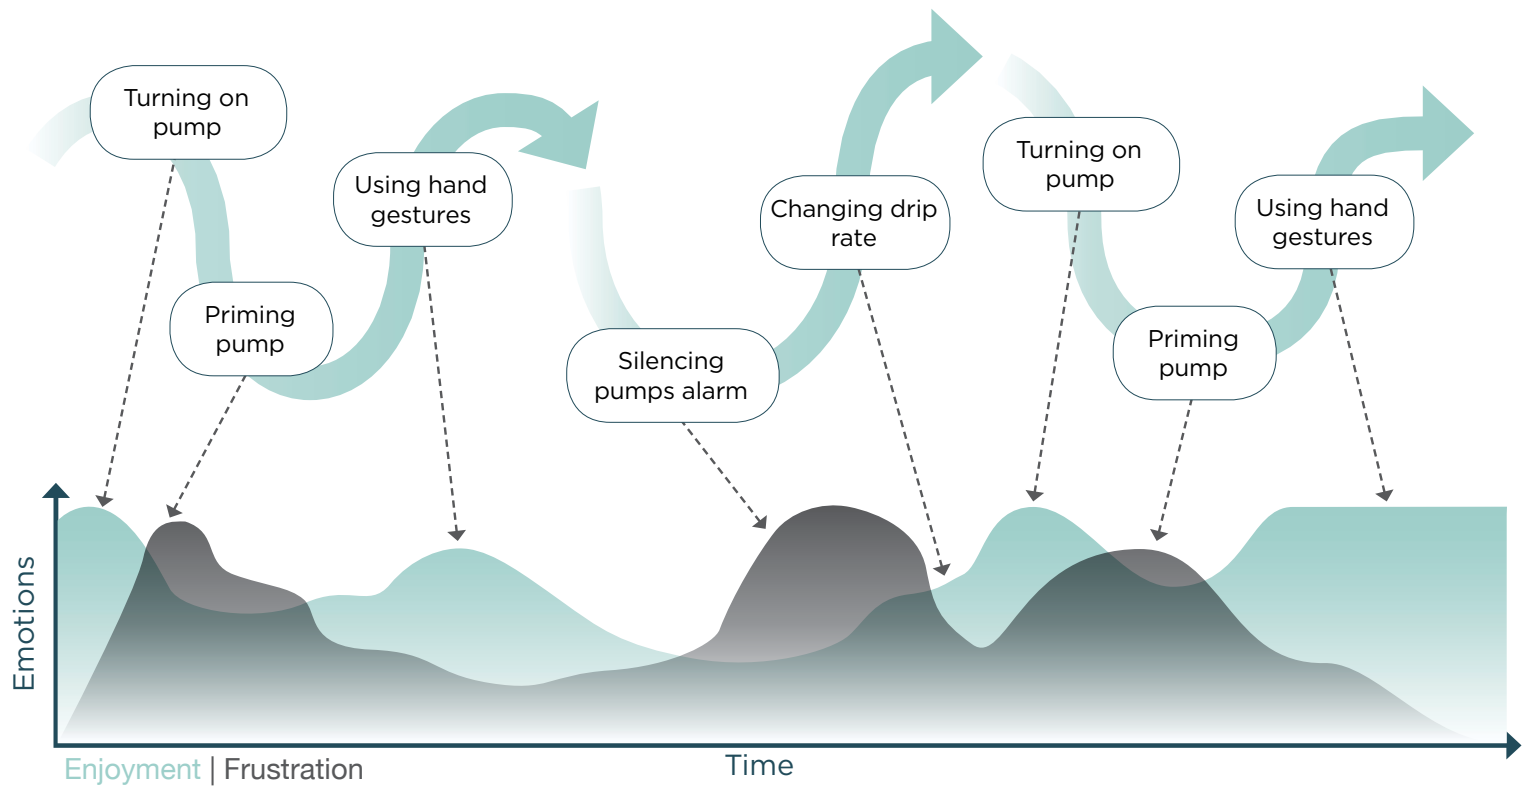 Turning on
pump
Priming
pump
Using hand
gestures
Silencing
pumps alarm
Changing drip
rate
Turning on
pump
Priming
pump
Using hand
gestures
Emotions
Time
Enjoyment | Frustration